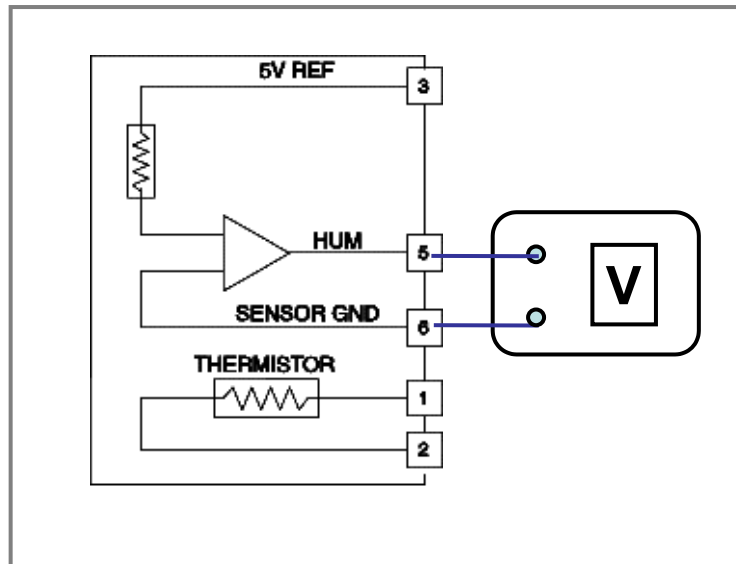 5V REF
3
HUM
5
V
SENSOR GND
6
THERMISTOR
1
2